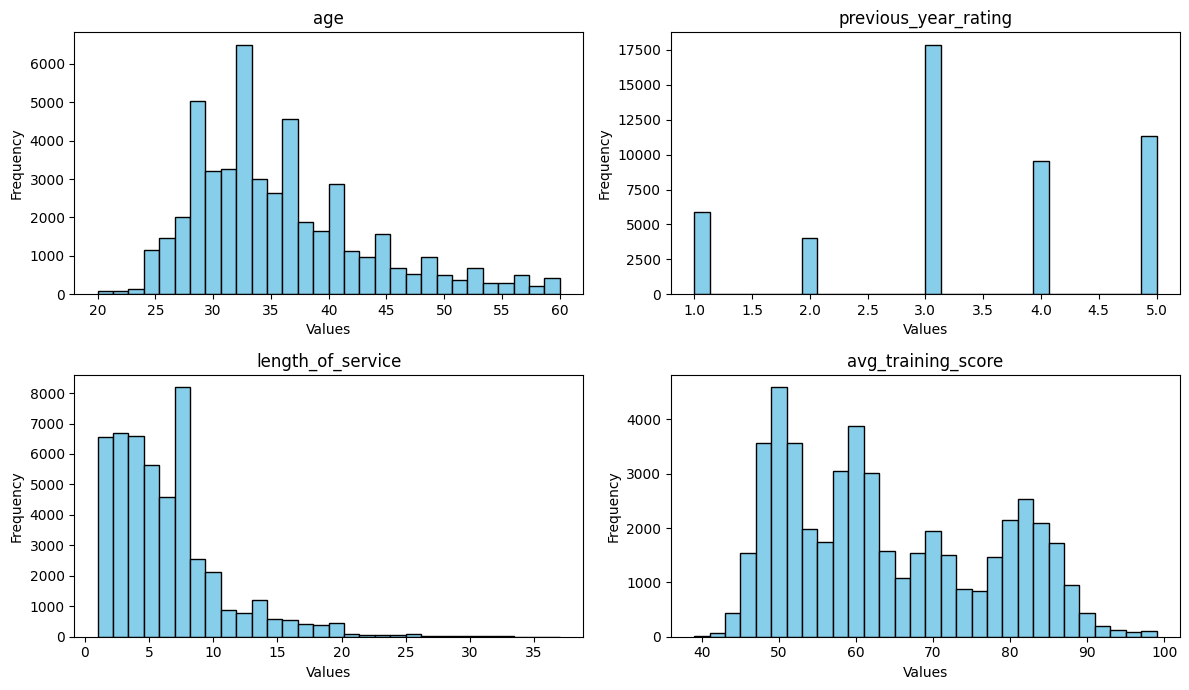 age
6000
5000
4000
3000
2000
1000
0
Frequency
20 25 30 35 40 45 50 55 60
Values
previous_year_rating
17500
15000
12500
10000
7500
5000
2500
0
Frequency
1.0 1.5 2.0 2.5 3.0 3.5 4.0 4.5 5.0
Values
length_of_service
8000
7000
6000
5000
4000
3000
2000
1000
0
Frequency
0 5 10 15 20 25 30 35
Values
avg_training_score
4000
3000
2000
1000
0
Frequency
40 50 60 70 80 90 100
Values